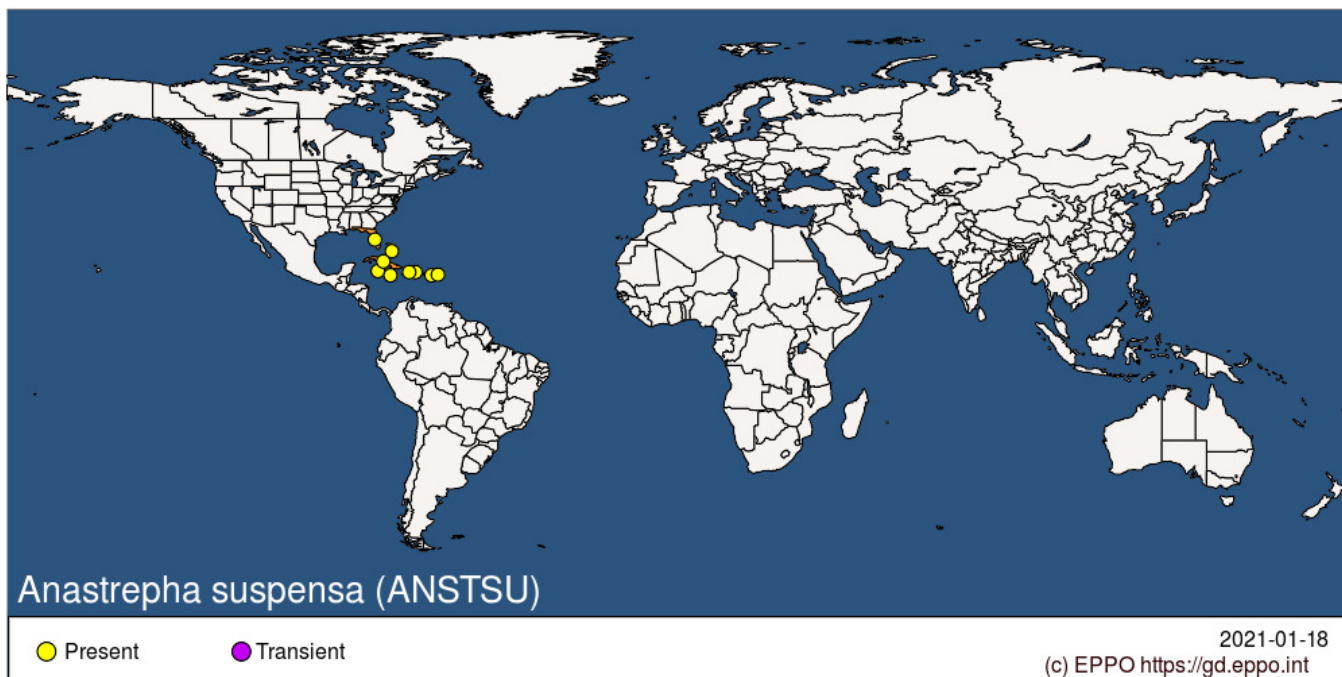 Anastrepha suspensa (ANSTSU)
Present
Transient
2021-01-18
(c) EPPO https://gd.eppo.int